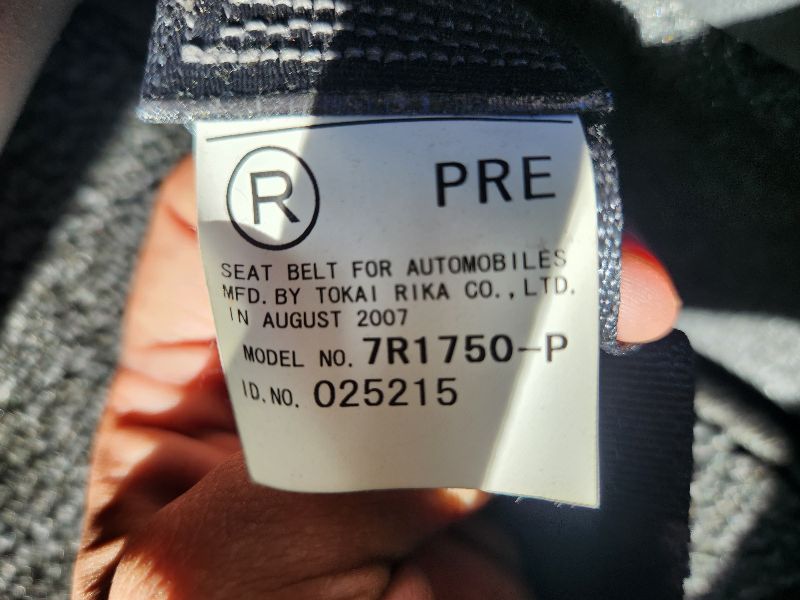 R PRE
SEAT BELT FOR AUTOMOBILES
MFD. BY TOKAI RIKA CO., LTD.
IN AUGUST 2007
MODEL NO. 7R1750-P
ID. NO. 025215